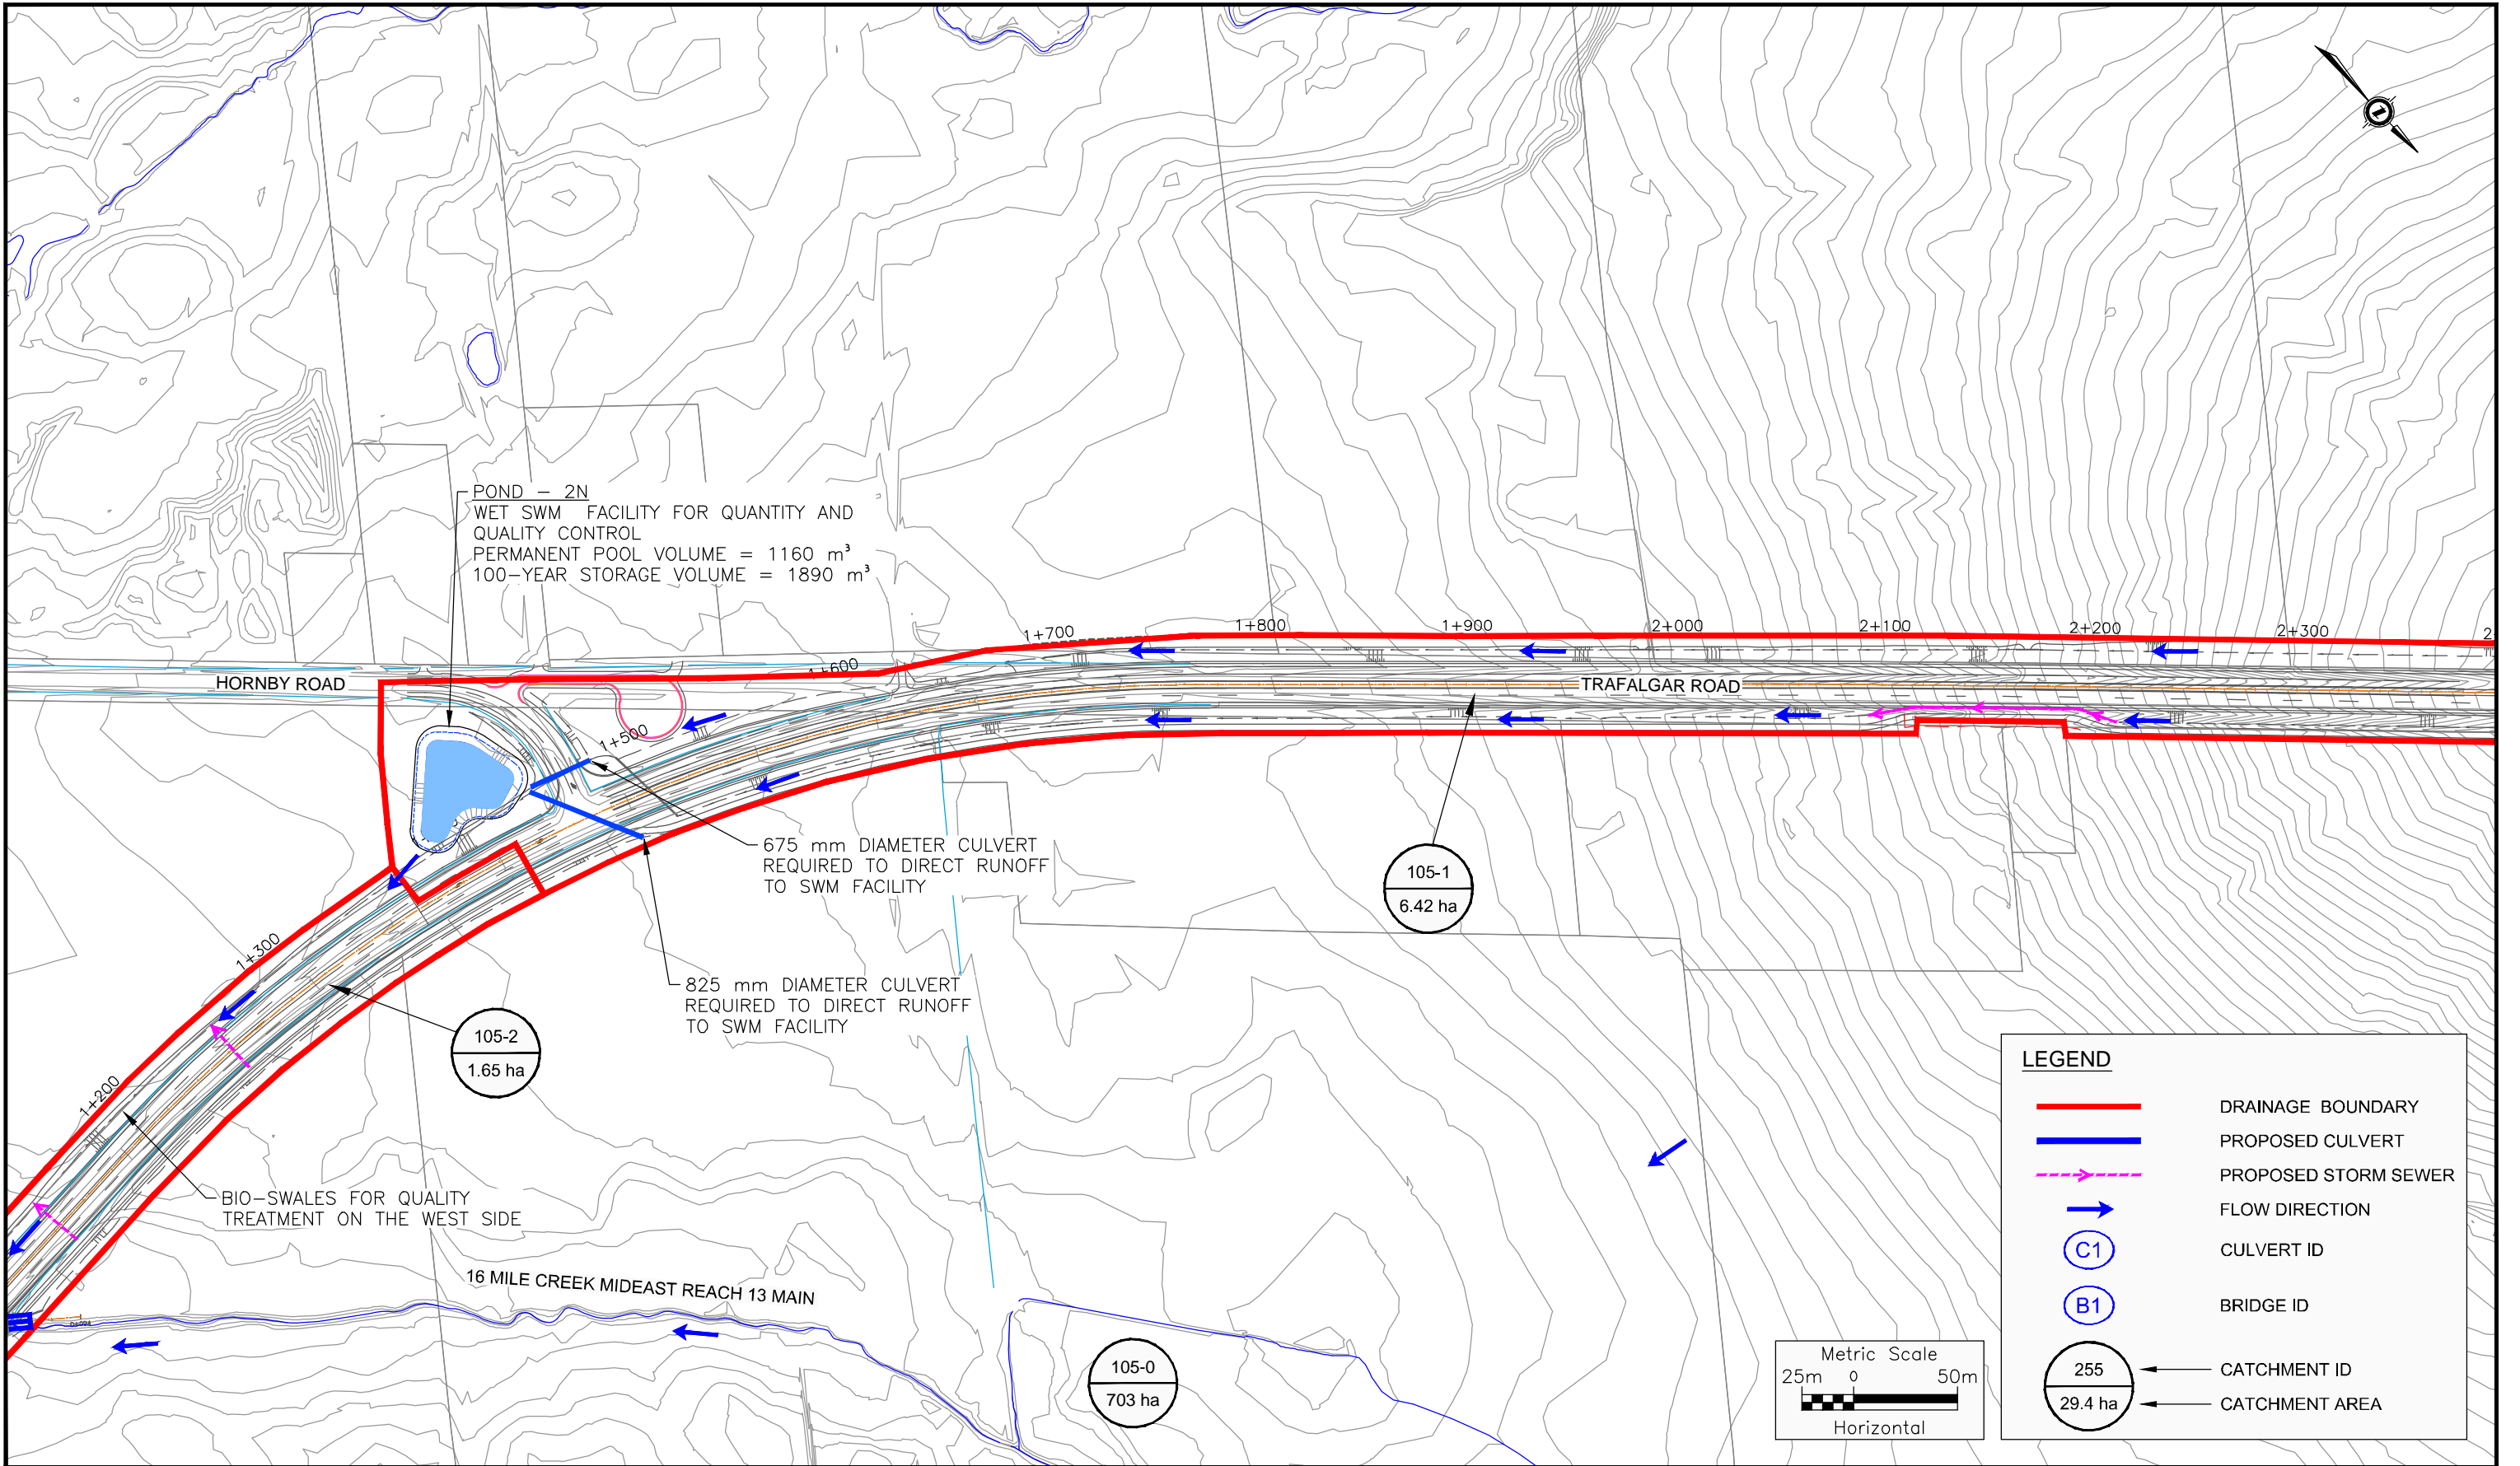 POND - 2N
WET SWM FACILITY FOR QUANTITY AND
QUALITY CONTROL
PERMANENT POOL VOLUME = 1160 m³
100-YEAR STORAGE VOLUME = 1890 m³
HORNBY ROAD
1+500
1+600
1+700
1+800
1+900
2+000
2+100
2+200
2+300
TRAFALGAR ROAD
675 mm DIAMETER CULVERT
REQUIRED TO DIRECT RUNOFF
TO SWM FACILITY
105-1
6.42 ha
825 mm DIAMETER CULVERT
REQUIRED TO DIRECT RUNOFF
TO SWM FACILITY
1+300
105-2
1.65 ha
1+200
BIO-SWALES FOR QUALITY
TREATMENT ON THE WEST SIDE
16 MILE CREEK MIDEAST REACH 13 MAIN
105-0
703 ha
Metric Scale
25m 0 50m
Horizontal
LEGEND
DRAINAGE BOUNDARY
PROPOSED CULVERT
PROPOSED STORM SEWER
FLOW DIRECTION
C1 CULVERT ID
B1 BRIDGE ID
255 CATCHMENT ID
29.4 ha CATCHMENT AREA